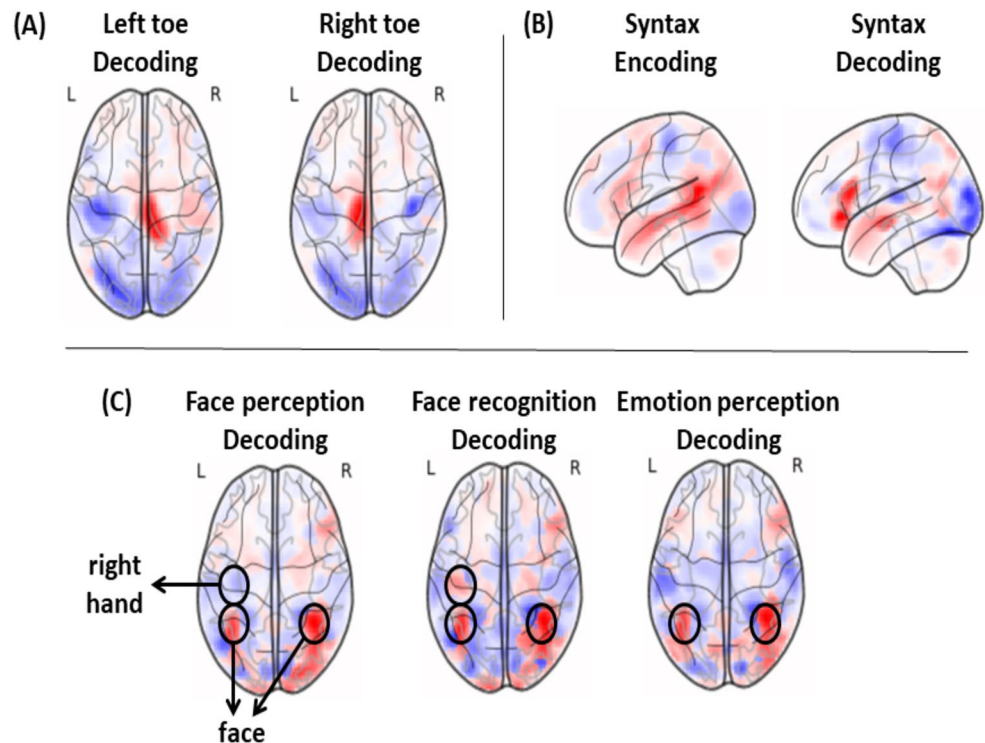 (A)
Left toe
Decoding
L
R
Right toe
Decoding
L
R
(B)
Syntax
Encoding
Syntax
Decoding
(C)
Face perception
Decoding
L
R
Face recognition
Decoding
L
R
Emotion perception
Decoding
L
R
right
hand
face